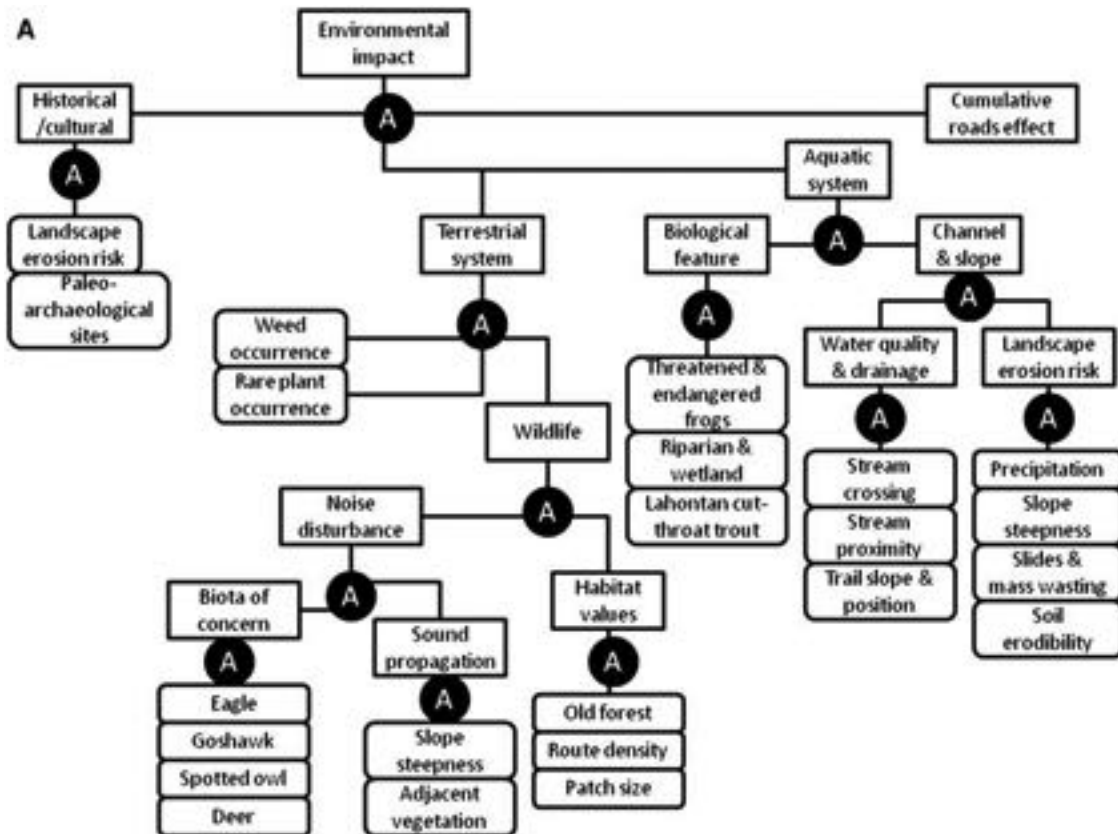 A
Environmental
impact
Historical
/cultural
A
Cumulative
roads effect
A
Landscape
erosion risk
Paleo-
archaeological
sites
Aquatic
system
Terrestrial
system
Biological
feature
A
Channel
& slope
A
Weed
occurrence
Rare plant
occurrence
A
A
Threatened &
endangered
frogs
Riparian &
wetland
Lahontan cut-
throat trout
Water quality
& drainage
Landscape
erosion risk
A
A
Stream
crossing
Stream
proximity
Trail slope &
position
Precipitation
Slope
steepness
Slides &
mass wasting
Soil
erodibility
Wildlife
A
Noise
disturbance
A
Habitat
values
A
Biota of
concern
A
Sound
propagation
A
Eagle
Goshawk
Spotted owl
Deer
Slope
steepness
Adjacent
vegetation
Old forest
Route density
Patch size